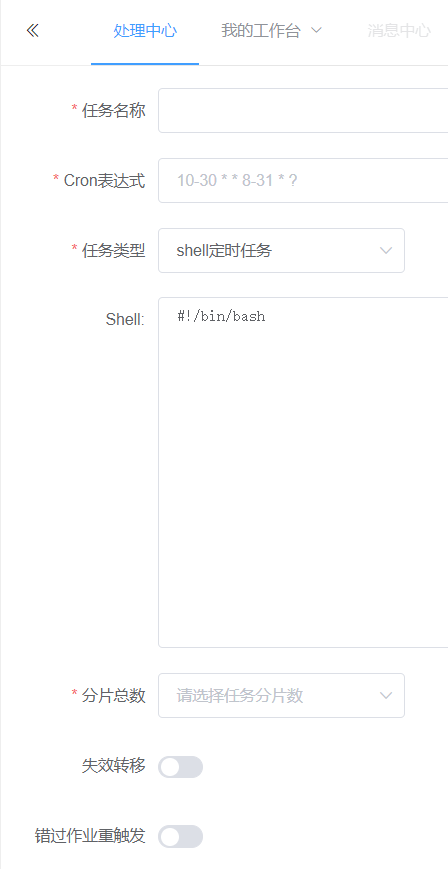 处理中心 我的工作台 消息中心
* 任务名称
* Cron表达式 10-30 * * 8-31 * ?
* 任务类型 shell定时任务
Shell: #!/bin/bash
* 分片总数 请选择任务分片数
失效转移
错过作业重触发